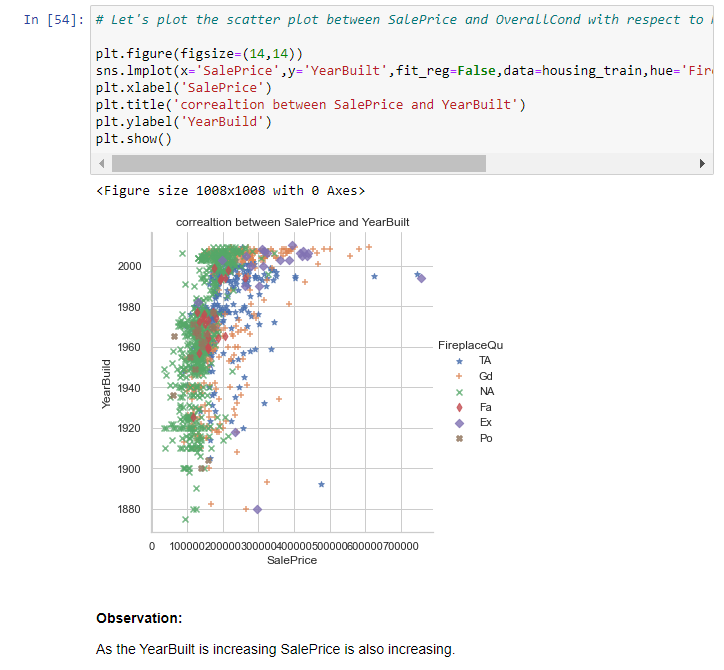 In [54]:
# Let's plot the scatter plot between SalePrice and OverallCond with respect to
plt.figure(figsize=(14,14))
sns.lmplot(x='SalePrice',y='YearBuilt',fit_reg=False,data=housing_train,hue='Fir
plt.xlabel('SalePrice')
plt.title('correaltion between SalePrice and YearBuilt')
plt.ylabel('YearBuild')
plt.show()
<Figure size 1008x1008 with 0 Axes>
correaltion between SalePrice and YearBuilt
2000
1980
1960
1940
1920
1900
1880
YearBuild
0 100000200000300000400000500000600000700000
SalePrice
FireplaceQu
TA
Gd
NA
Fa
Ex
Po
Observation:
As the YearBuilt is increasing SalePrice is also increasing.